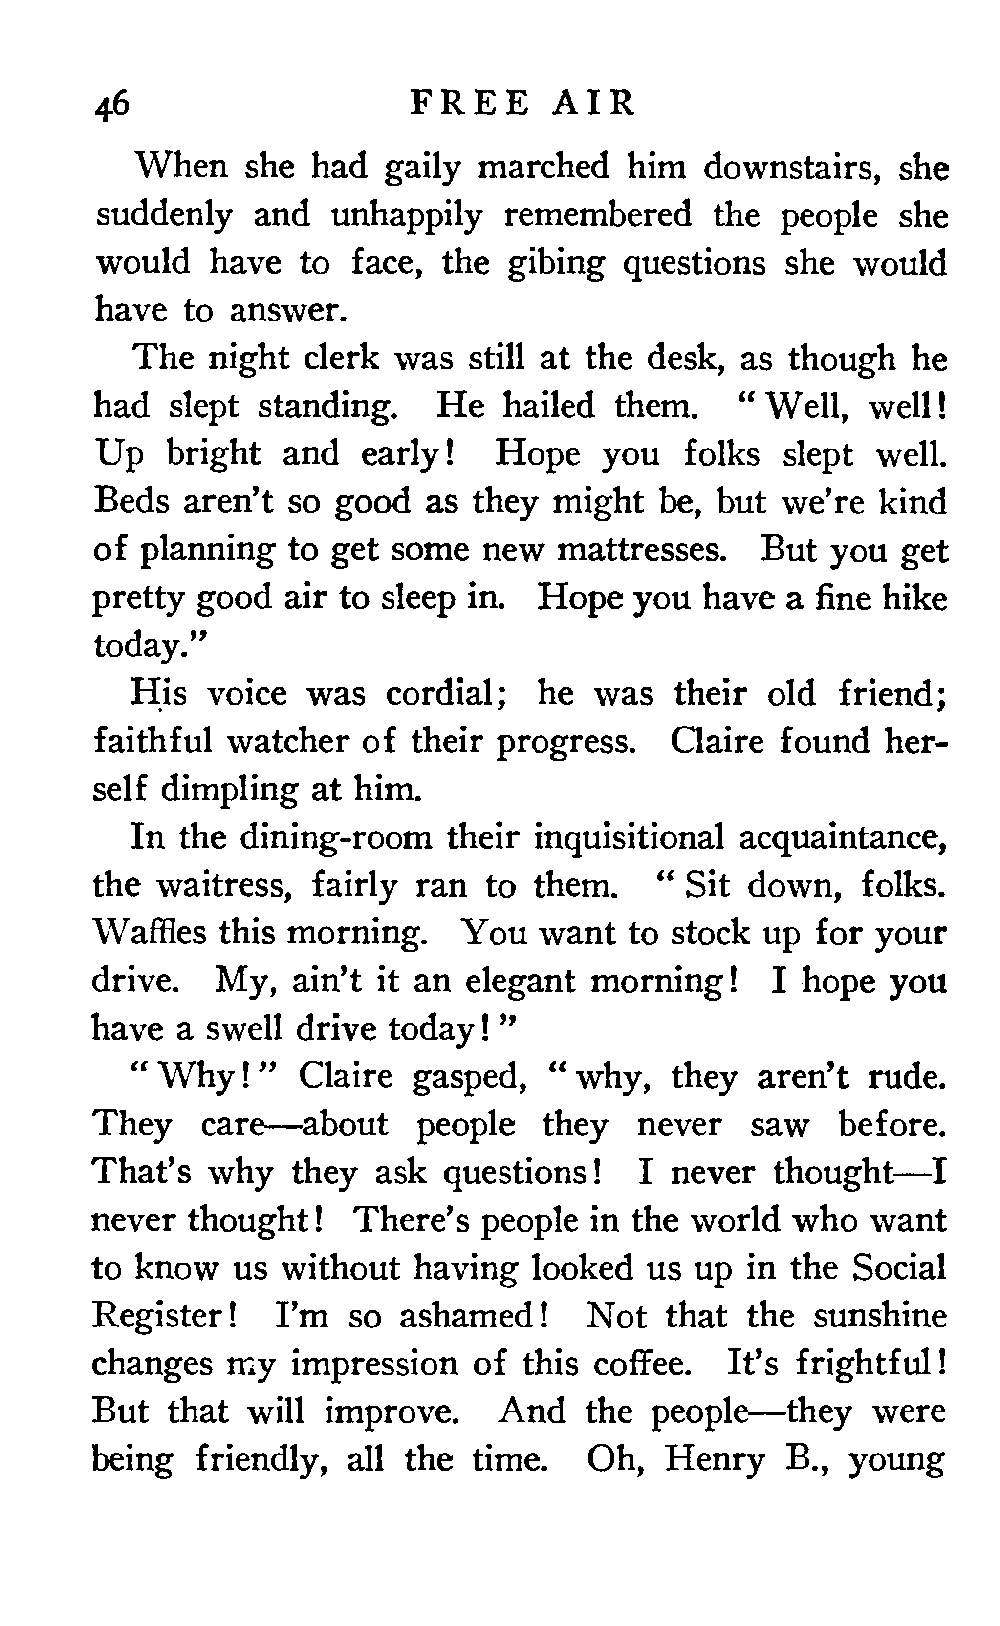 46 FREE AIR
When she had gaily marched him downstairs, she
suddenly and unhappily remembered the people she
would have to face, the gibing questions she would
have to answer.
The night clerk was still at the desk, as though he
had slept standing. He hailed them. “ Well, well!
Up bright and early! Hope you folks slept well.
Beds aren't so good as they might be, but we're kind
of planning to get some new mattresses. But you get
pretty good air to sleep in. Hope you have a fine hike
today.”
His voice was cordial; he was their old friend;
faithful watcher of their progress. Claire found her-
self dimpling at him.
In the dining-room their inquisitional acquaintance,
the waitress, fairly ran to them. “ Sit down, folks.
Waffles this morning. You want to stock up for your
drive. My, ain't it an elegant morning! I hope you
have a swell drive today! ”
“ Why! ” Claire gasped, “ why, they aren't rude.
They care—about people they never saw before.
That's why they ask questions! I never thought—I
never thought! There's people in the world who want
to know us without having looked us up in the Social
Register! I'm so ashamed! Not that the sunshine
changes my impression of this coffee. It's frightful!
But that will improve. And the people—they were
being friendly, all the time. Oh, Henry B., young